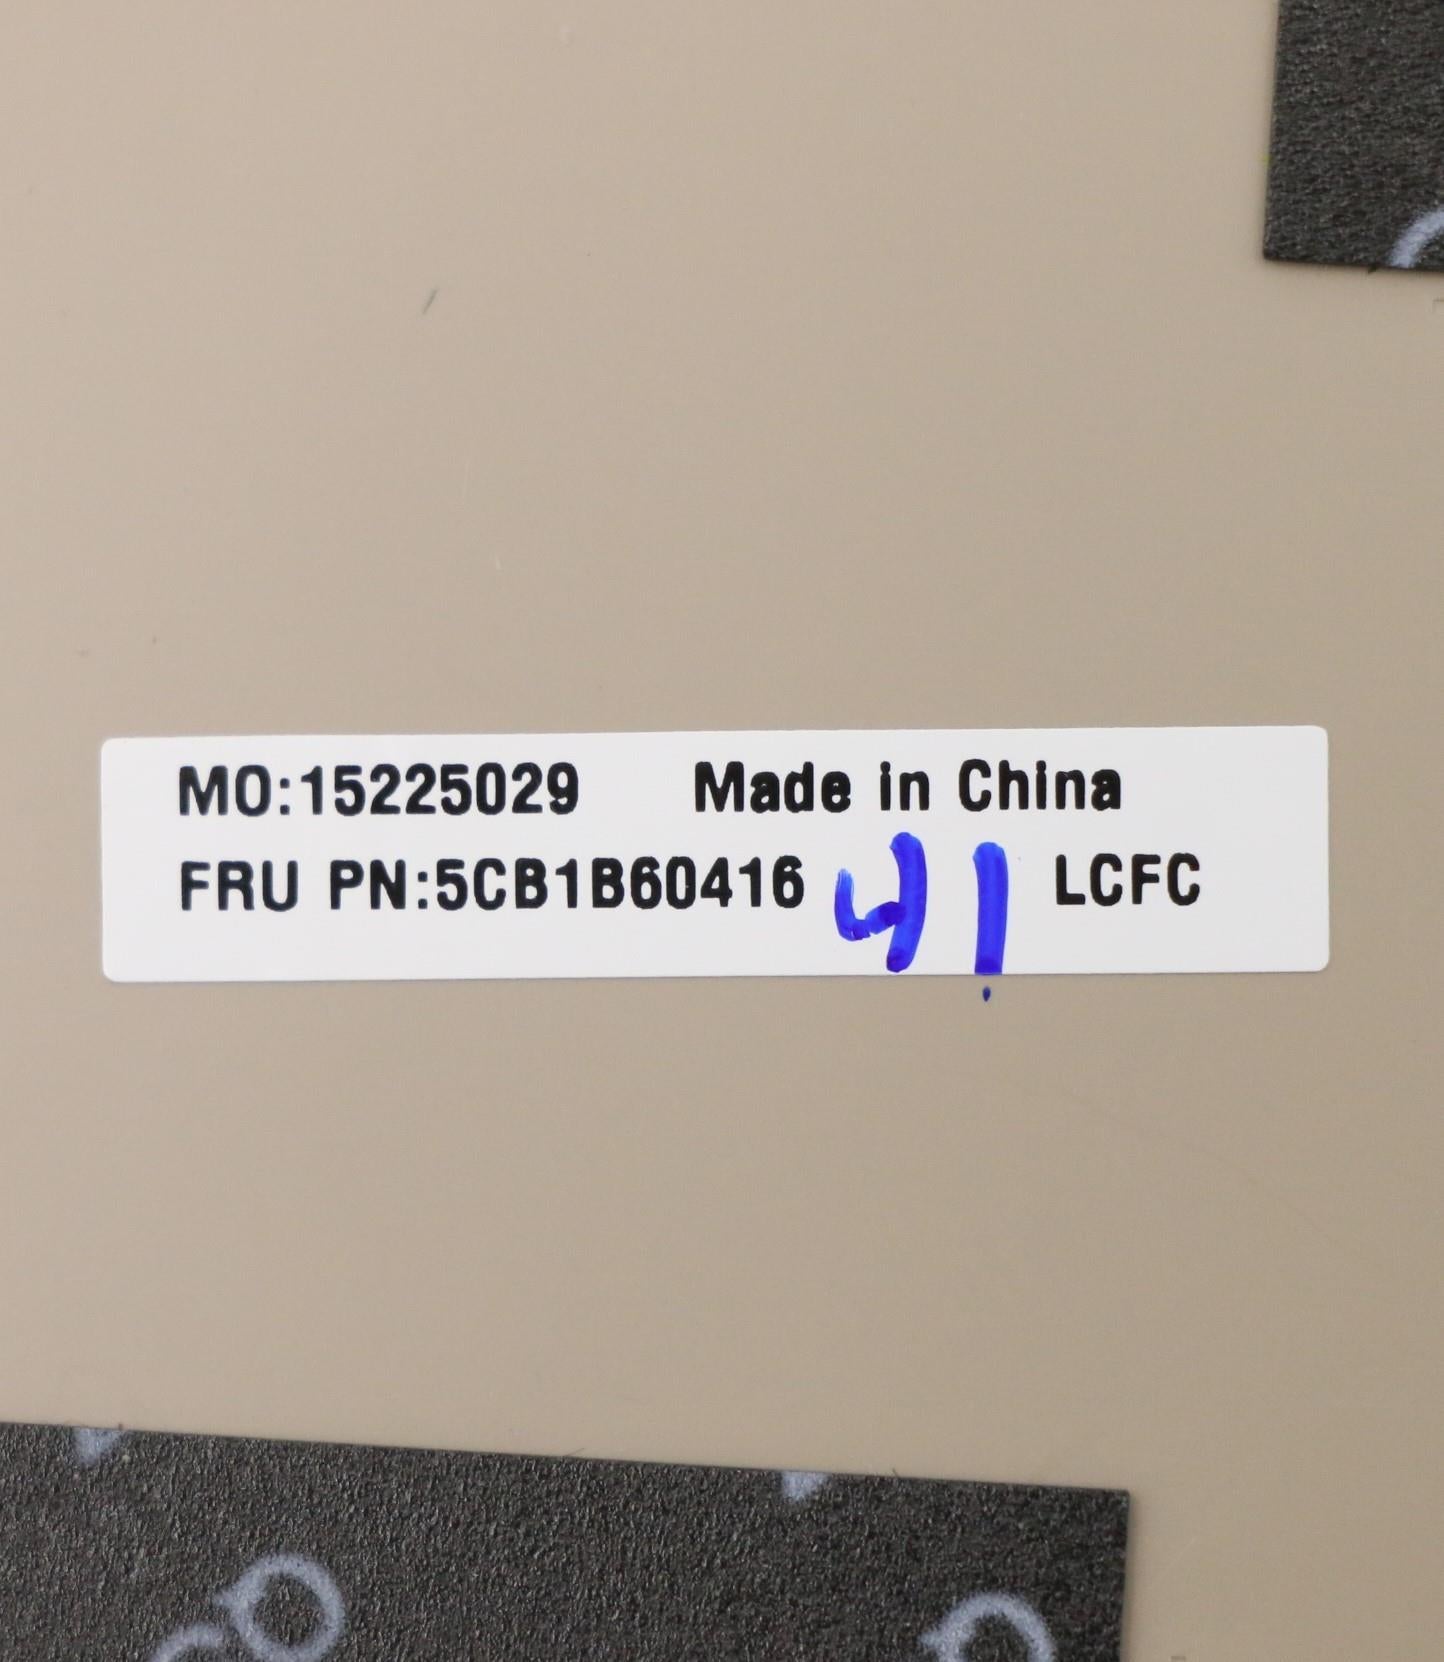 MO:15225029 Made in China
FRU PN:5CB1B60416 41 LCFC